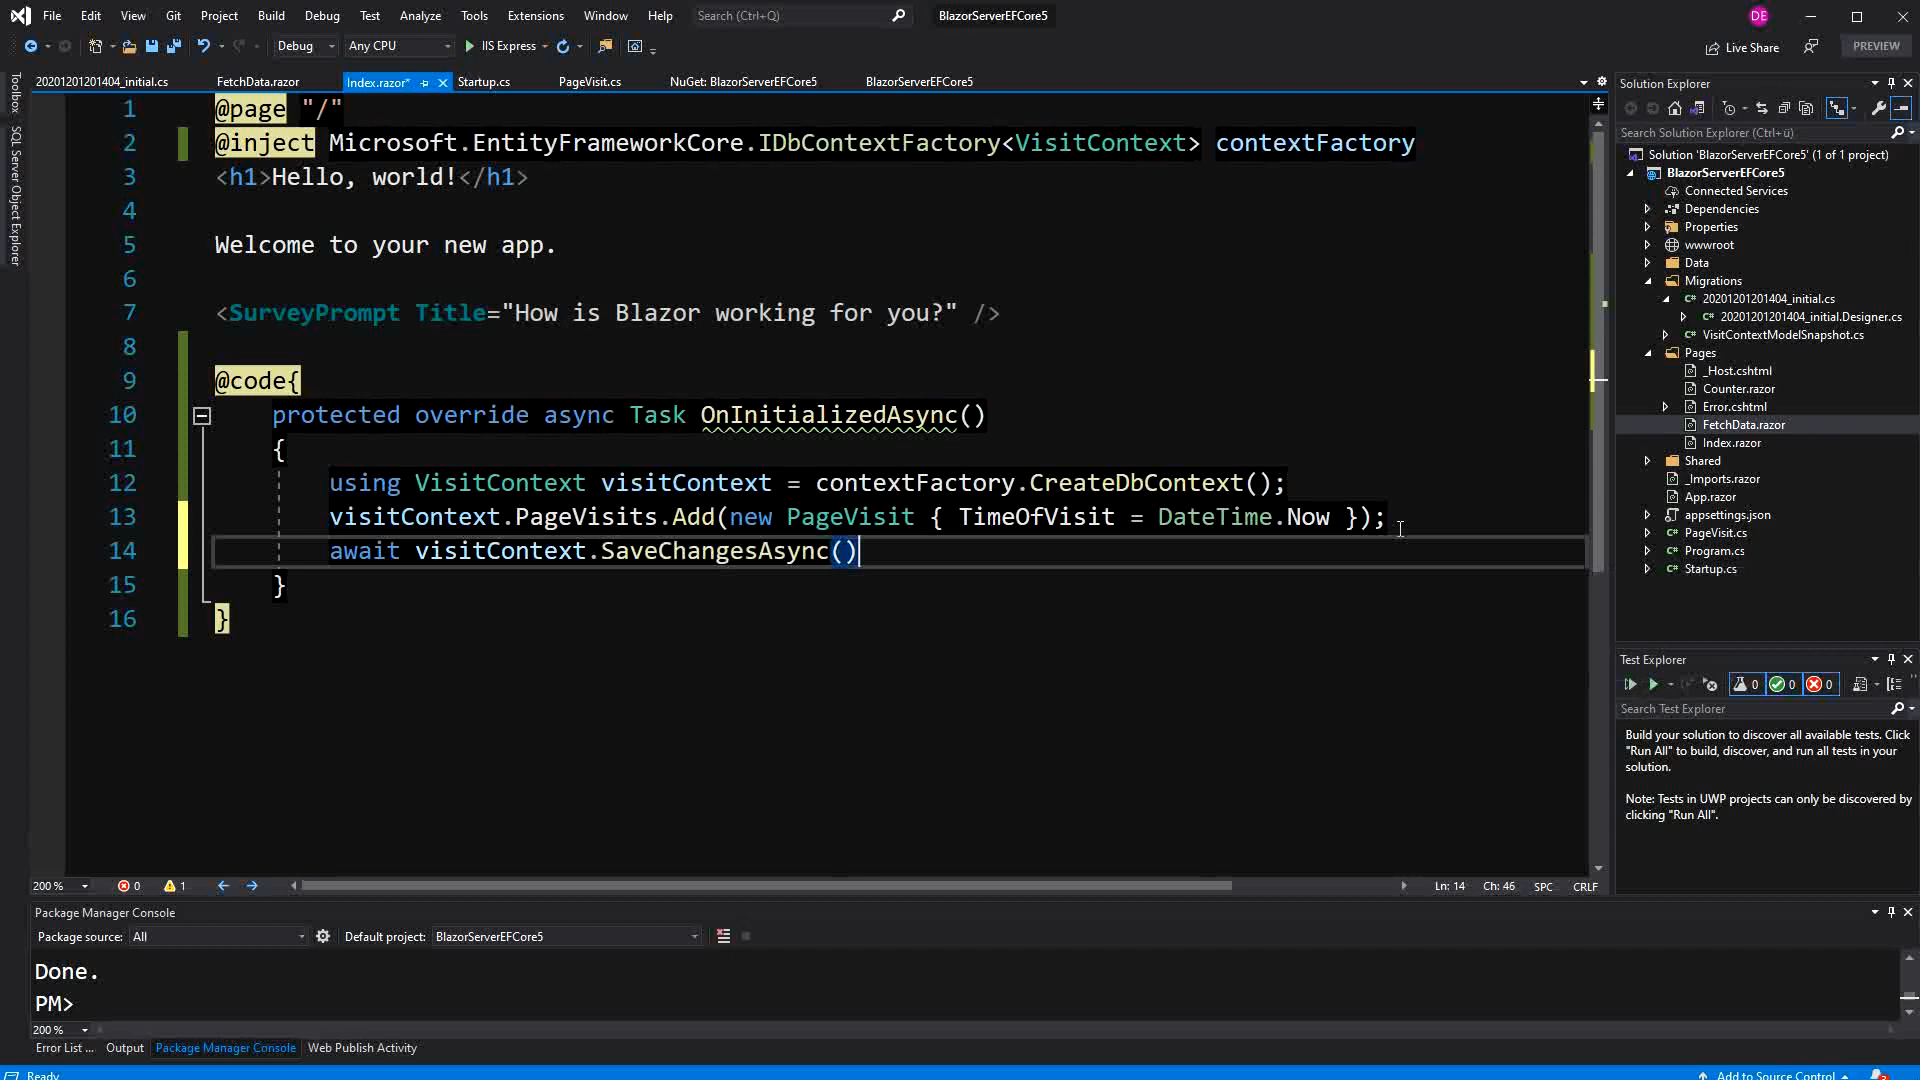 File Edit View Git Project Build Debug Test Analyze Tools Extensions Window Help Search (Ctrl+Q) BlazorServerEFCore5 DE
Debug Any CPU IIS Express Live Share PREVIEW
20201201201404_initial.cs FetchData.razor Index.razor* Startup.cs PageVisit.cs NuGet: BlazorServerEFCore5 BlazorServerEFCore5
Toolbox
SQL Server Object Explorer
1 @page "/"
2 @inject Microsoft.EntityFrameworkCore.IDbContextFactory<VisitContext> contextFactory
3 <h1>Hello, world!</h1>
4
5 Welcome to your new app.
6
7 <SurveyPrompt Title="How is Blazor working for you?" />
8
9 @code{
10 protected override async Task OnInitializedAsync()
11 {
12 using VisitContext visitContext = contextFactory.CreateDbContext();
13 visitContext.PageVisits.Add(new PageVisit { TimeOfVisit = DateTime.Now });
14 await visitContext.SaveChangesAsync()
15 }
16 }
200 % 0 1 Ln: 14 Ch: 46 SPC CRLF
Package Manager Console
Package source: All Default project: BlazorServerEFCore5
Done.
PM>
200 %
Error List ... Output Package Manager Console Web Publish Activity
Ready Add to Source Control 2
Solution Explorer
Search Solution Explorer (Ctrl+ü)
Solution 'BlazorServerEFCore5' (1 of 1 project)
BlazorServerEFCore5
Connected Services
Dependencies
Properties
wwwroot
Data
Migrations
C# 20201201201404_initial.cs
C# 20201201201404_initial.Designer.cs
C# VisitContextModelSnapshot.cs
Pages
_Host.cshtml
Counter.razor
Error.cshtml
FetchData.razor
Index.razor
Shared
_Imports.razor
App.razor
appsettings.json
C# PageVisit.cs
C# Program.cs
C# Startup.cs
Test Explorer
0 0 0
Search Test Explorer
Build your solution to discover all available tests. Click
"Run All" to build, discover, and run all tests in your
solution.
Note: Tests in UWP projects can only be discovered by
clicking "Run All".